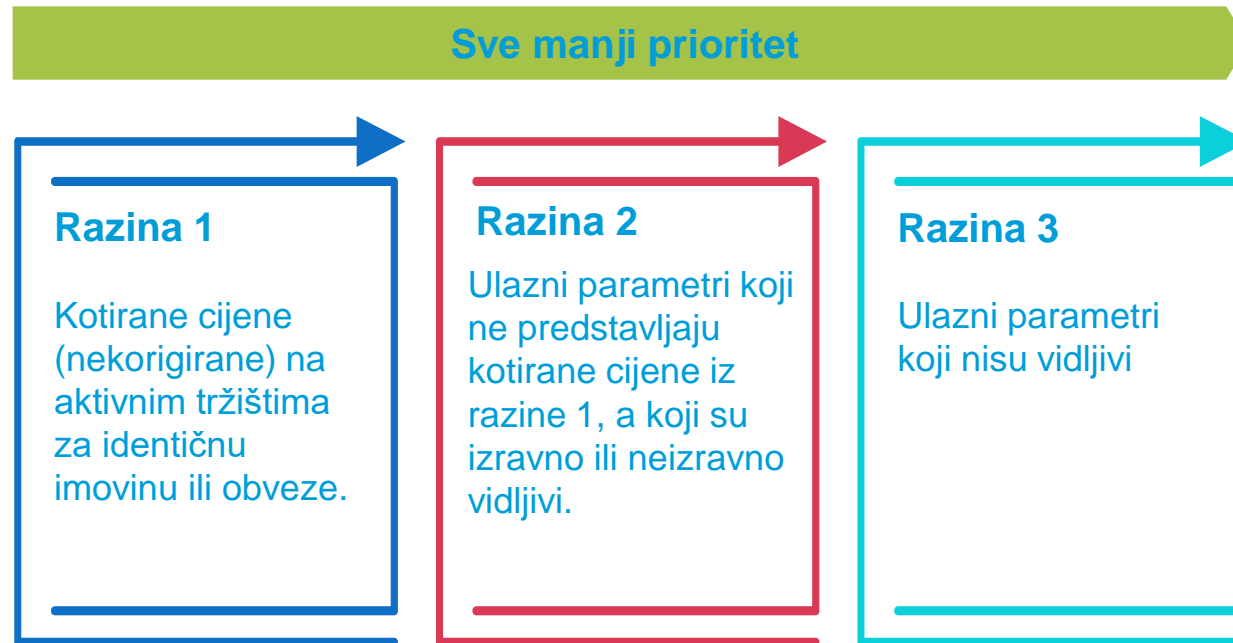 Sve manji prioritet
Razina 1
Kotirane cijene
(nekorigirane) na
aktivnim tržištima
za identičnu
imovinu ili obveze.
Razina 2
Ulazni parametri koji
ne predstavljaju
kotirane cijene iz
razine 1, a koji su
izravno ili neizravno
vidljivi.
Razina 3
Ulazni parametri
koji nisu vidljivi